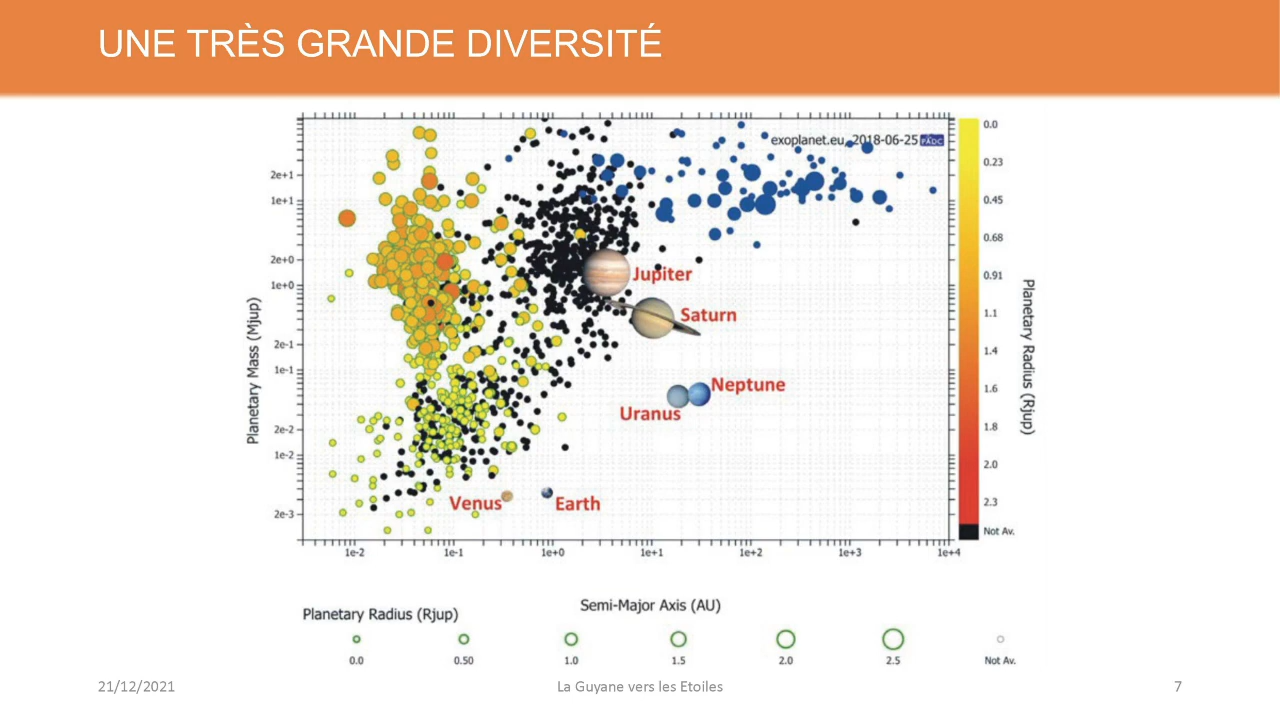 UNE TRÈS GRANDE DIVERSITÉ
exoplanet.eu, 2018-06-25 PADC
Planetary Mass (Mjup)
2e+1
1e+1
2e+0
1e+0
2e-1
1e-1
2e-2
1e-2
2e-3
Jupiter
Saturn
Neptune
Uranus
Venus
Earth
1e-2 1e-1 1e+0 1e+1 1e+2 1e+3 1e+4
Semi-Major Axis (AU)
0.0
0.23
0.45
0.68
0.91
1.1
1.4
1.6
1.8
2.0
2.3
Not Av.
Planetary Radius (Rjup)
Planetary Radius (Rjup)
0.0 0.50 1.0 1.5 2.0 2.5 Not Av.
21/12/2021 La Guyane vers les Etoiles 7